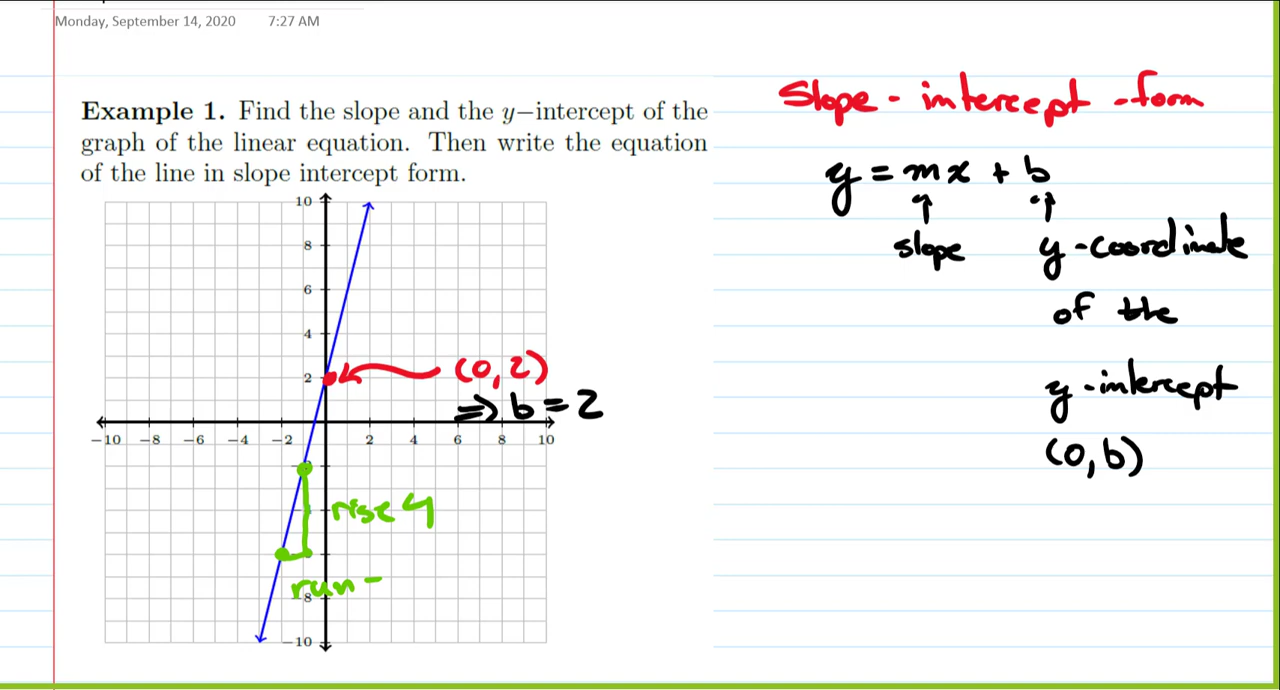 Monday, September 14, 2020 7:27 AM
Example 1. Find the slope and the y−intercept of the
graph of the linear equation. Then write the equation
of the line in slope intercept form.
slope - intercept - form
y = mx + b
slope
y-coordinate
of the
y-intercept
(0,b)
10
8
6
4
2
(0,2)
⇒ b = 2
−10 −8 −6 −4 −2 2 4 6 8 10
rise 4
run -
8
−10